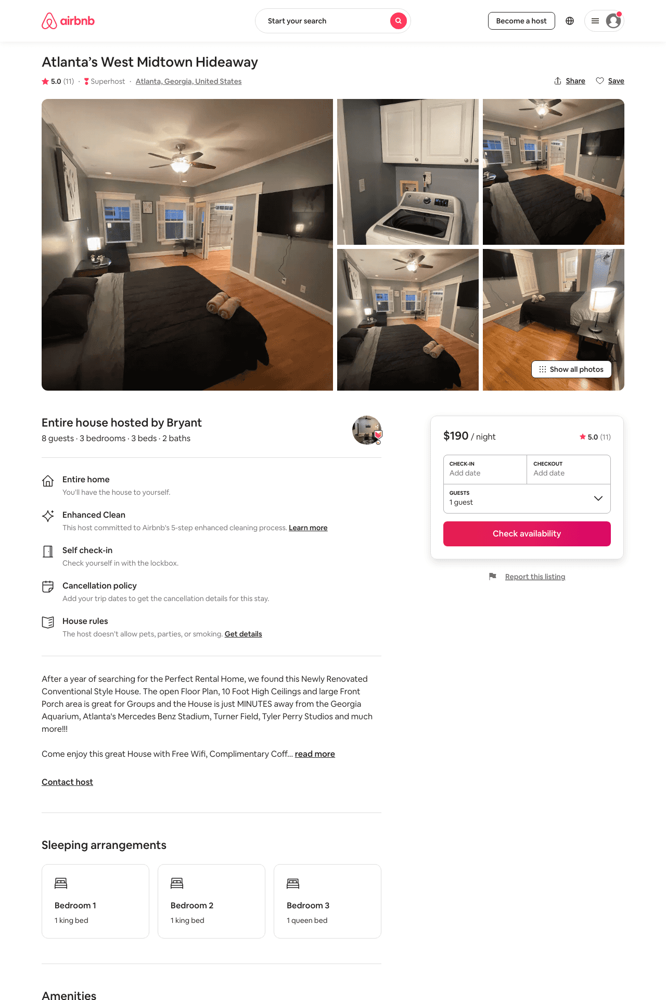 airbnb
Start your search
Become a host
Atlanta’s West Midtown Hideaway
5.0 (11) · Superhost · Atlanta, Georgia, United States
Share
Save
Show all photos
Entire house hosted by Bryant
8 guests · 3 bedrooms · 3 beds · 2 baths
Entire home
You’ll have the house to yourself.
Enhanced Clean
This host committed to Airbnb's 5-step enhanced cleaning process. Learn more
Self check-in
Check yourself in with the lockbox.
Cancellation policy
Add your trip dates to get the cancellation details for this stay.
House rules
The host doesn’t allow pets, parties, or smoking. Get details
After a year of searching for the Perfect Rental Home, we found this Newly Renovated
Conventional Style House. The open Floor Plan, 10 Foot High Ceilings and large Front
Porch area is great for Groups and the House is just MINUTES away from the Georgia
Aquarium, Atlanta's Mercedes Benz Stadium, Turner Field, Tyler Perry Studios and much
more!!!
Come enjoy this great House with Free Wifi, Complimentary Coff… read more
Contact host
Sleeping arrangements
Bedroom 1
1 king bed
Bedroom 2
1 king bed
Bedroom 3
1 queen bed
Amenities
$190 / night
5.0 (11)
CHECK-IN
Add date
CHECKOUT
Add date
GUESTS
1 guest
Check availability
Report this listing